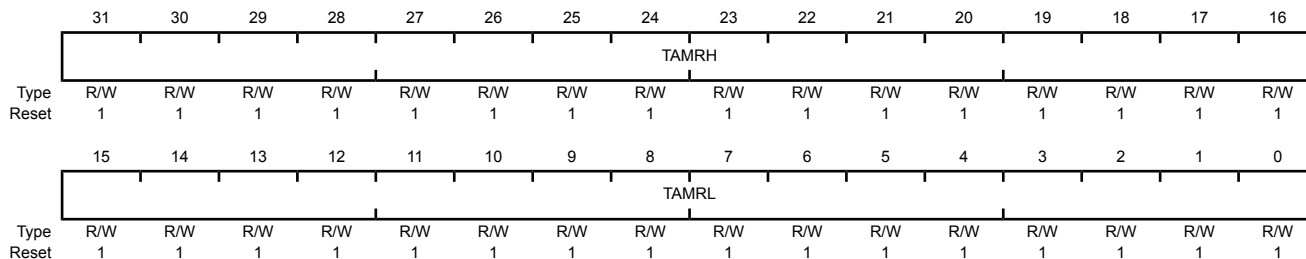 31 30 29 28 27 26 25 24 23 22 21 20 19 18 17 16
TAMRH
Type R/W R/W R/W R/W R/W R/W R/W R/W R/W R/W R/W R/W R/W R/W R/W R/W
Reset 1 1 1 1 1 1 1 1 1 1 1 1 1 1 1 1
15 14 13 12 11 10 9 8 7 6 5 4 3 2 1 0
TAMRL
Type R/W R/W R/W R/W R/W R/W R/W R/W R/W R/W R/W R/W R/W R/W R/W R/W
Reset 1 1 1 1 1 1 1 1 1 1 1 1 1 1 1 1